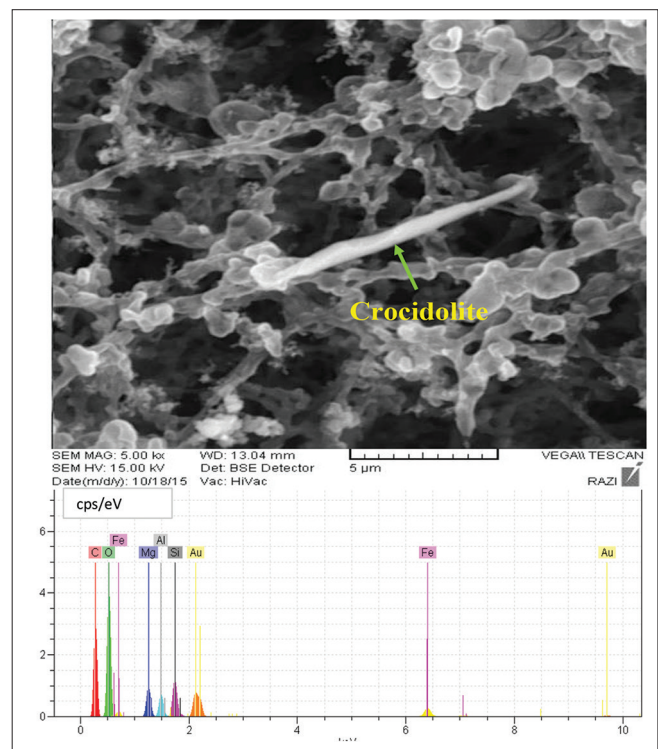 Crocidolite
SEM MAG: 5.00 kx WD: 13.04 mm
SEM HV: 15.00 kV Det: BSE Detector 5 µm VEGA\\ TESCAN
Date(m/d/y): 10/18/15 Vac: HiVac RAZI
cps/eV
6
Fe Al
C O Mg Si Au Fe Au
4
2
0
0 2 4 6 8 10